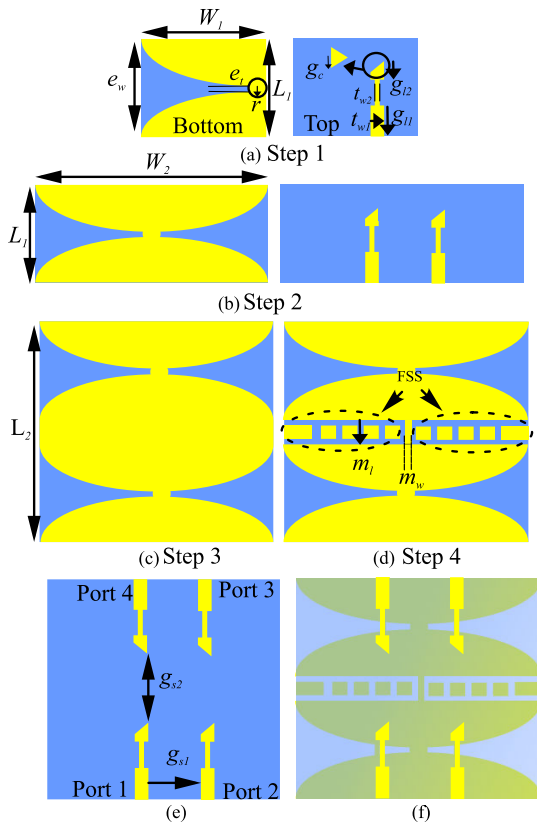 W1
ew
et
L1
r
Bottom
gc
gl2
tw2
tw1
gl1
Top
(a) Step 1
W2
L1
(b) Step 2
L2
FSS
ml
mw
(c) Step 3
(d) Step 4
Port 4
Port 3
gs2
gs1
Port 1
Port 2
(e)
(f)